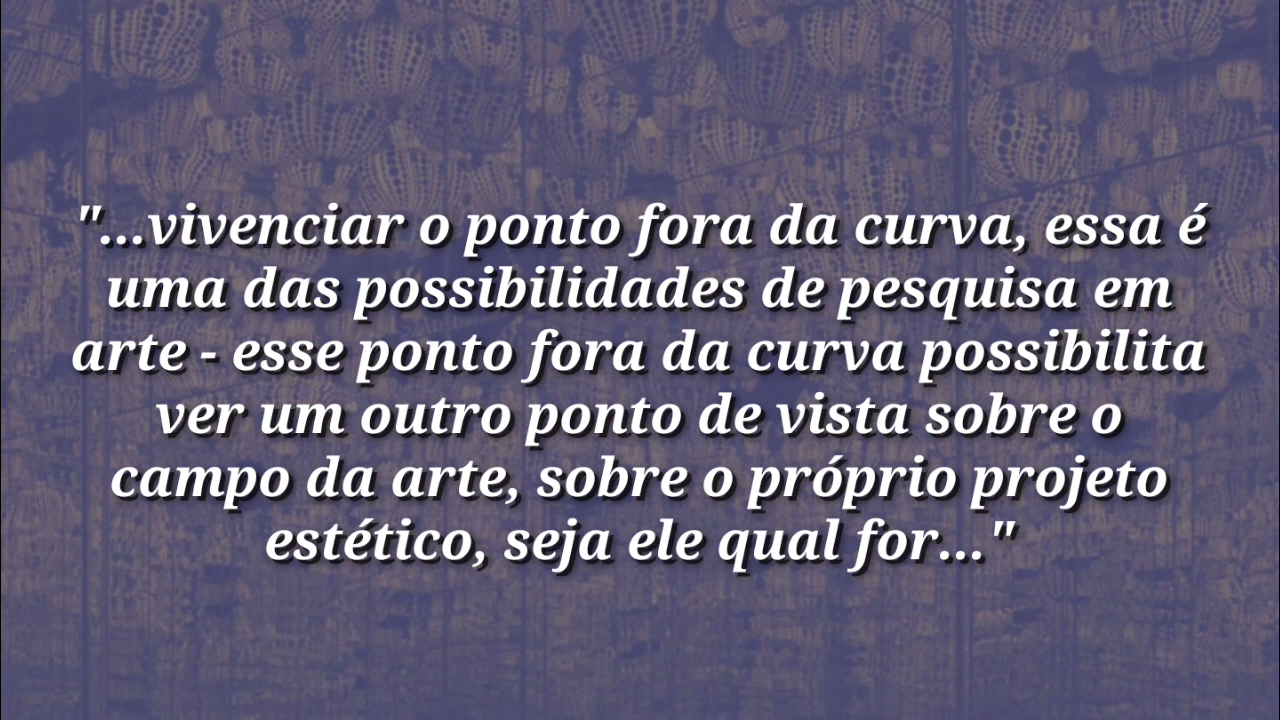 "...vivenciar o ponto fora da curva, essa é
uma das possibilidades de pesquisa em
arte - esse ponto fora da curva possibilita
ver um outro ponto de vista sobre o
campo da arte, sobre o próprio projeto
estético, seja ele qual for..."